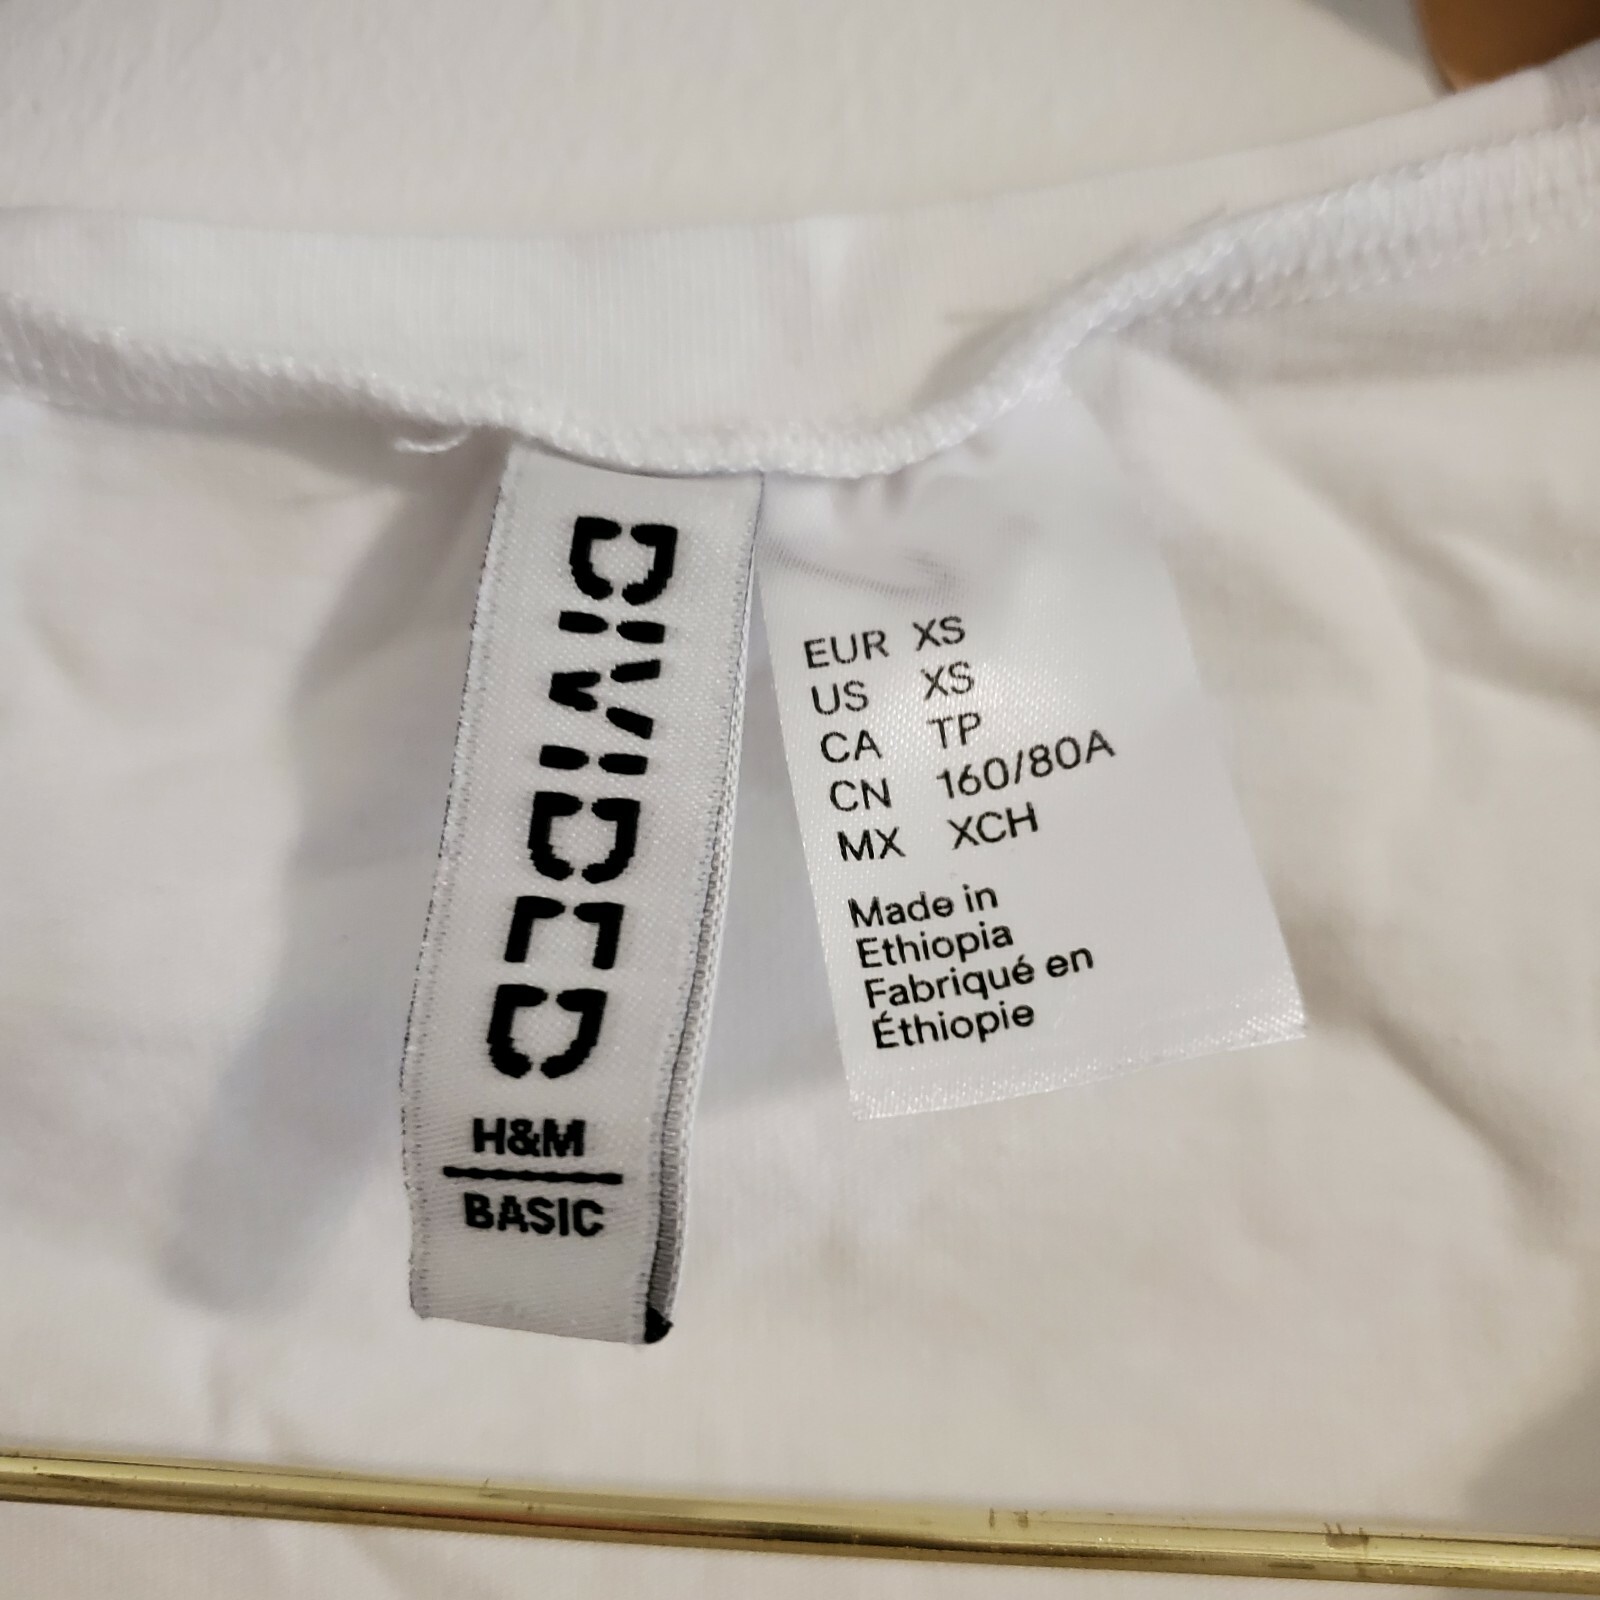 DIVIDED
H&M
BASIC
EUR XS
US XS
CA TP
CN 160/80A
MX XCH
Made in
Ethiopia
Fabriqué en
Éthiopie